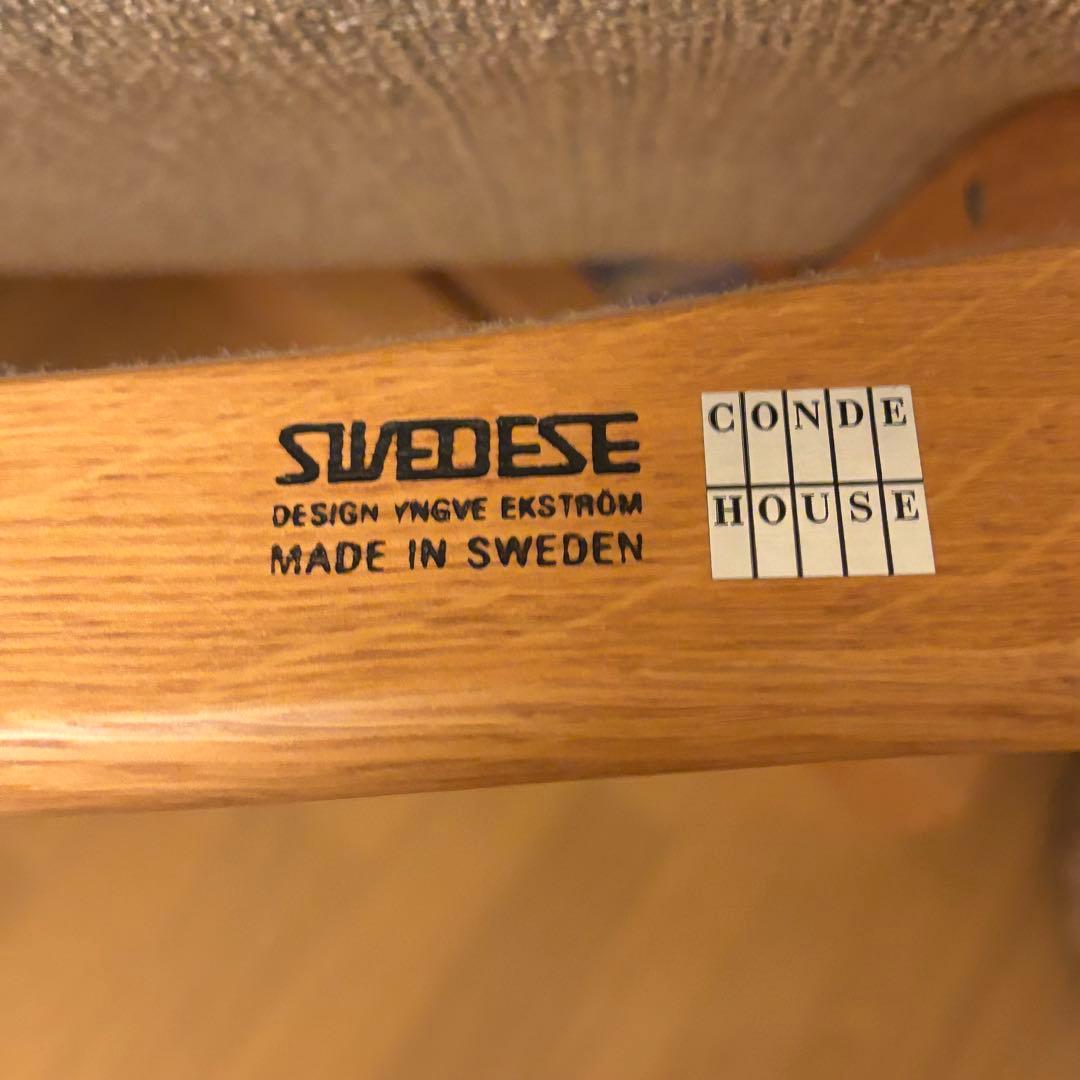 SWEDESE
DESIGN YNGVE EKSTRÖM
MADE IN SWEDEN
CONDE
HOUSE